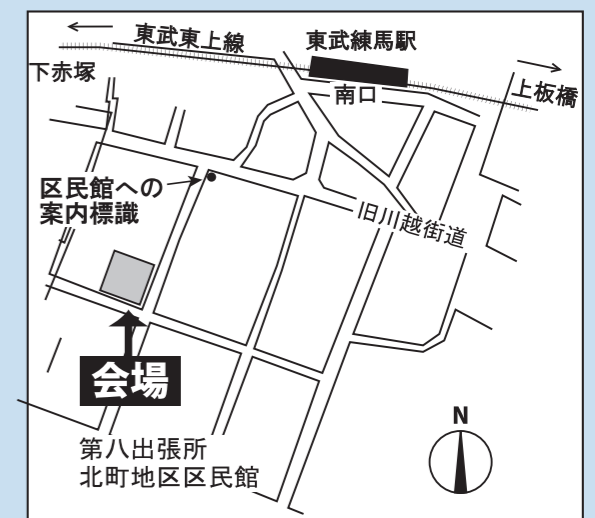 東武東上線
東武練馬駅
下赤塚
南口
上板橋
区民館への
案内標識
旧川越街道
会場
第八出張所
北町地区区民館
N